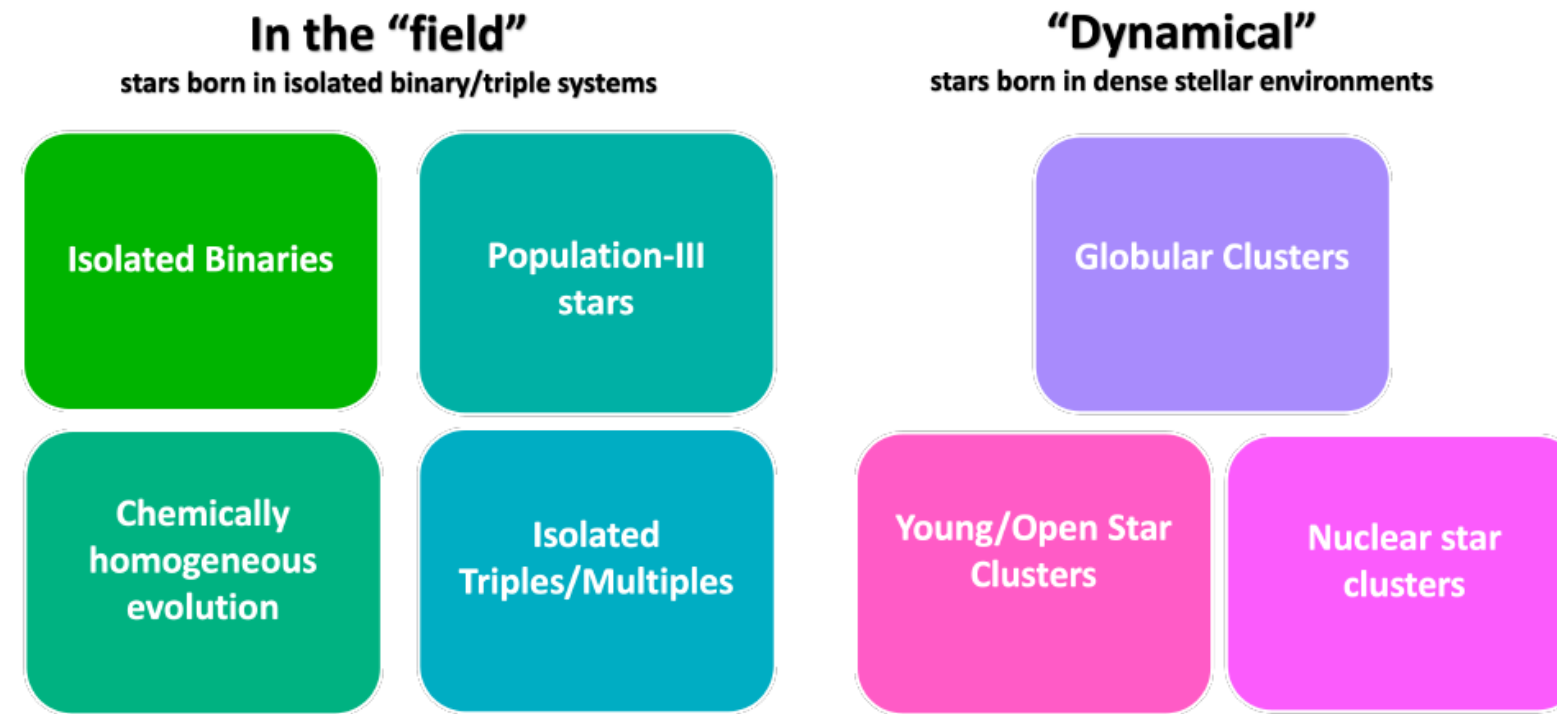 In the “field”
stars born in isolated binary/triple systems
Isolated Binaries
Population-III
stars
Chemically
homogeneous
evolution
Isolated
Triples/Multiples
“Dynamical”
stars born in dense stellar environments
Globular Clusters
Young/Open Star
Clusters
Nuclear star
clusters